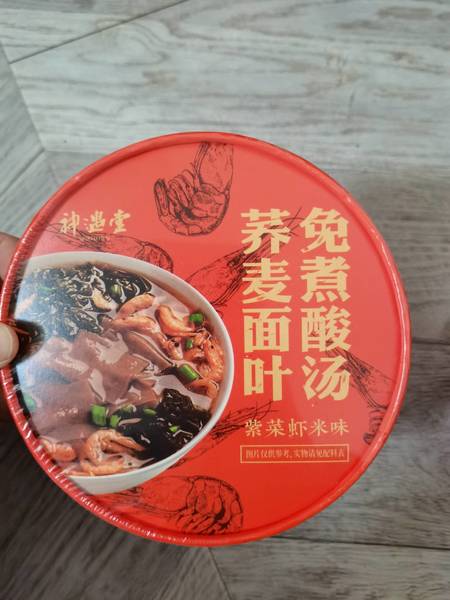 神遇堂
免煮酸汤
荞麦面叶
紫菜虾米味
图片仅供参考，实物请见配料表